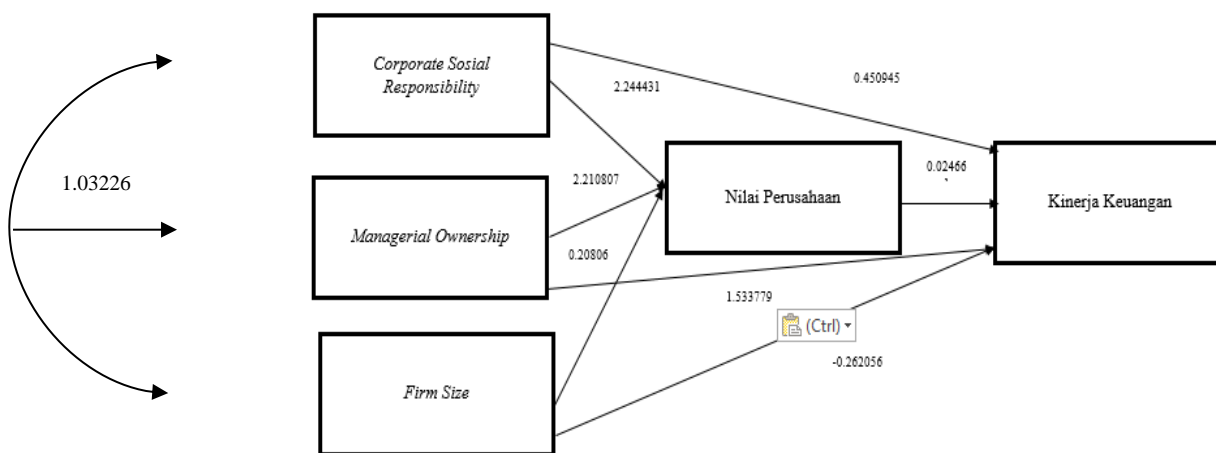 Corporate Sosial
Responsibility
2.244431
0.450945
1.03226
2.210807
Nilai Perusahaan
0.02466
Kinerja Keuangan
Managerial Ownership
0.20806
1.533779
(Ctrl)
-0.262056
Firm Size